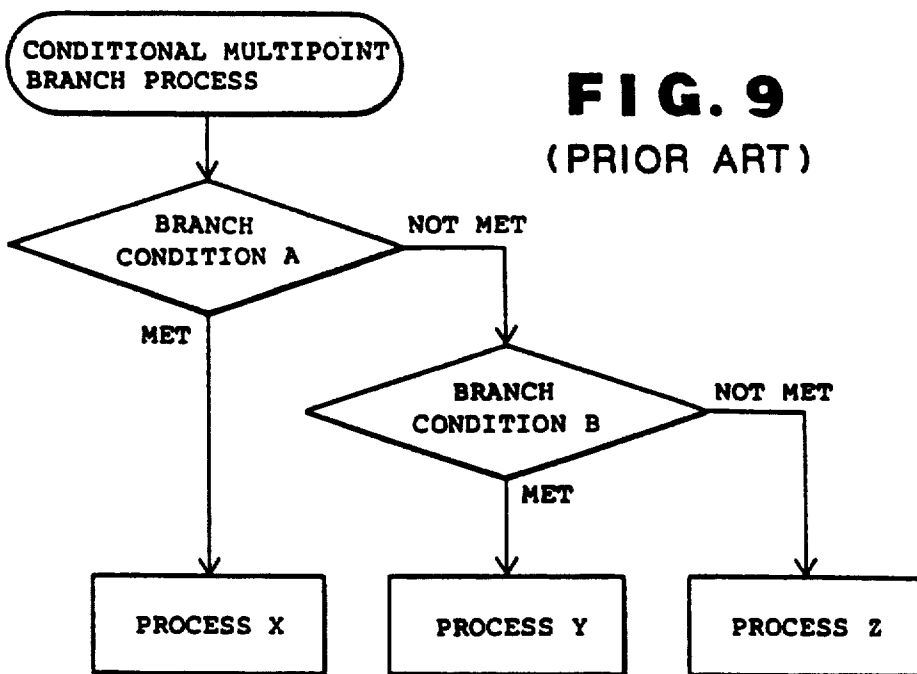 CONDITIONAL MULTIPOINT
BRANCH PROCESS
FIG. 9
(PRIOR ART)
BRANCH
CONDITION A
NOT MET
MET
BRANCH
CONDITION B
NOT MET
MET
PROCESS X
PROCESS Y
PROCESS Z